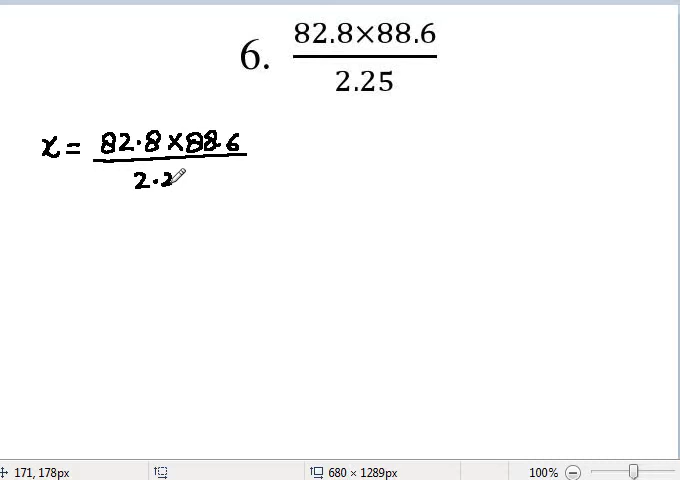 6. 82.8×88.6
2.25
x = 82.8×88.6
2.2
171, 178px 680 × 1289px 100%